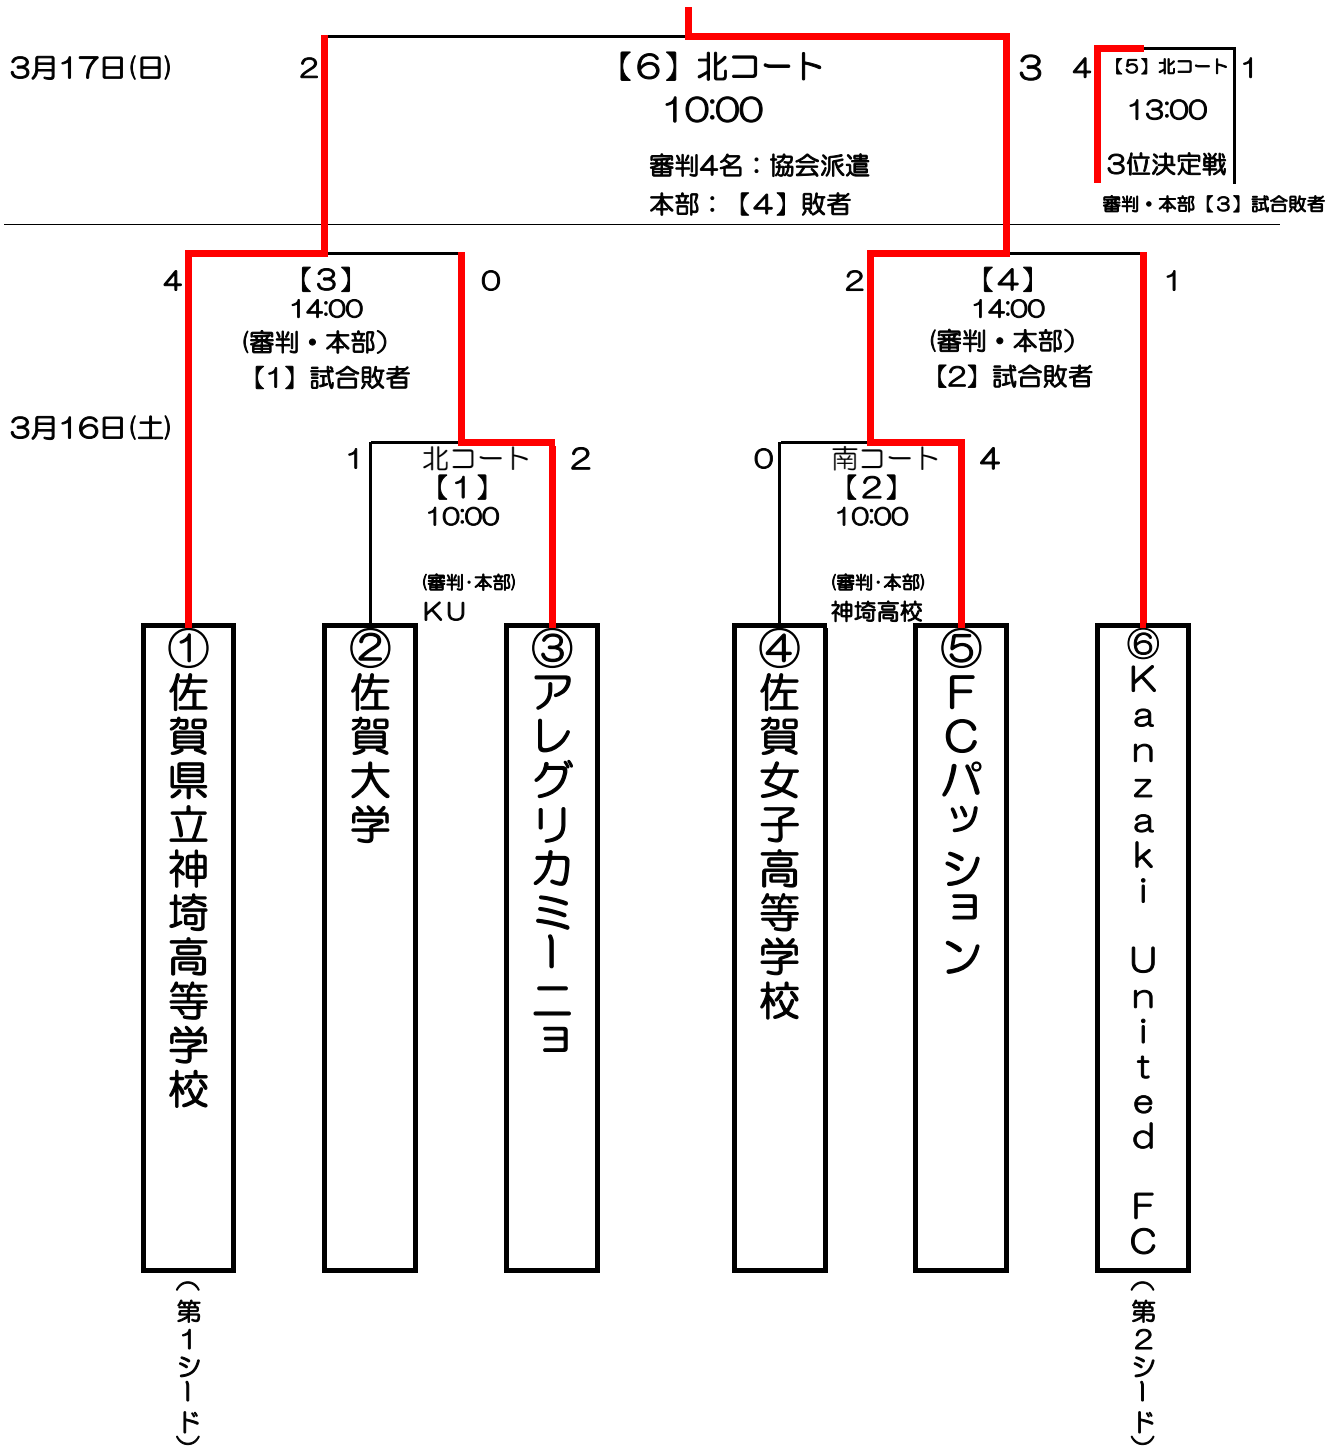 3月17日(日)
2
【6】北コート
3
10:00
審判4名：協会派遣
本部：【4】敗者
4
【5】北コート
1
13:00
3位決定戦
審判・本部【3】試合敗者
4
【3】
0
14:00
(審判・本部)
【1】試合敗者
2
【4】
1
14:00
(審判・本部)
【2】試合敗者
3月16日(土)
1
北コート
2
【1】
10:00
(審判・本部)
KU
0
南コート
4
【2】
10:00
(審判・本部)
神埼高校
①佐賀県立神埼高等学校
(第1シード)
②佐賀大学
③アレグリカミーニョ
④佐賀女子高等学校
⑤FCパッション
⑥Kanzaki United FC
(第2シード)